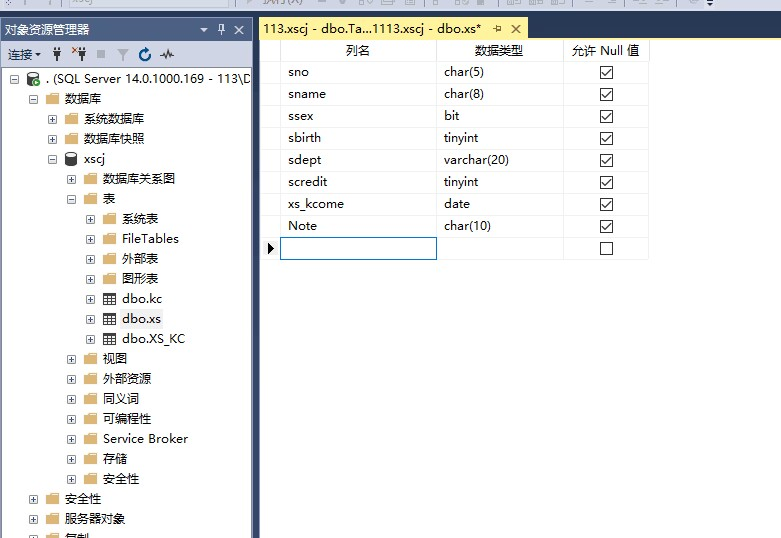 对象资源管理器
连接
. (SQL Server 14.0.1000.169 - 113\D
数据库
系统数据库
数据库快照
xscj
数据库关系图
表
系统表
FileTables
外部表
图形表
dbo.kc
dbo.xs
dbo.XS_KC
视图
外部资源
同义词
可编程性
Service Broker
存储
安全性
安全性
服务器对象
复制
113.xscj - dbo.Ta...1113.xscj - dbo.xs*
列名 数据类型 允许 Null 值
sno char(5)
sname char(8)
ssex bit
sbirth tinyint
sdept varchar(20)
scredit tinyint
xs_kcome date
Note char(10)